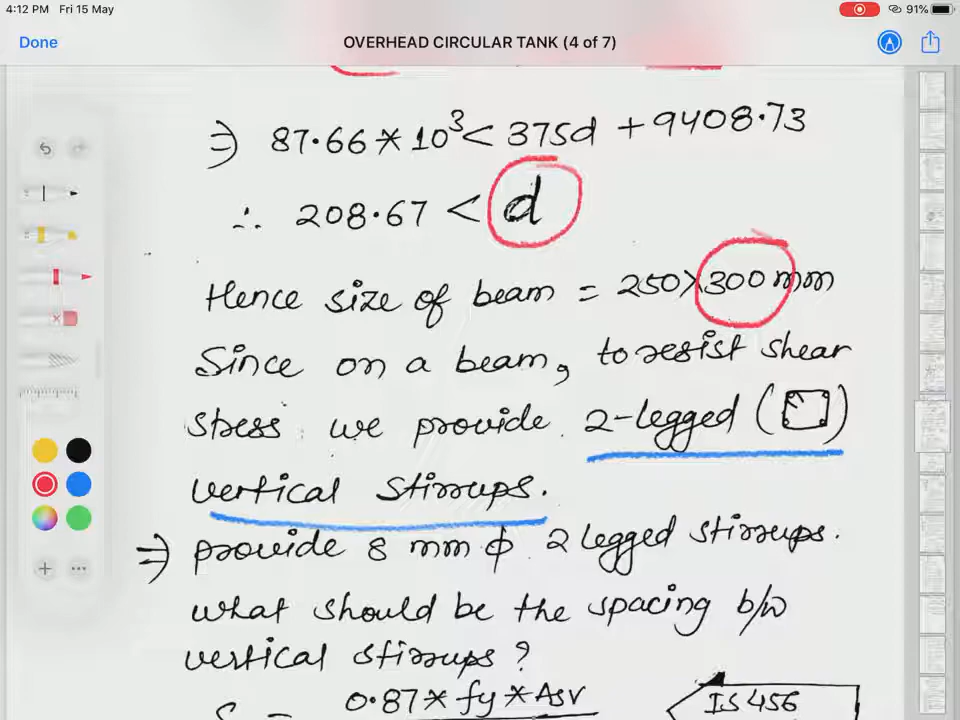 4:12 PM Fri 15 May
91%
Done
OVERHEAD CIRCULAR TANK (4 of 7)
⇒ 87.66 * 10³ < 375d + 9408.73
∴ 208.67 < d
Hence size of beam = 250 × 300 mm
Since on a beam, to resist shear
stress we provide 2-legged ( )
vertical stirrups.
⇒ provide 8 mm ϕ 2 legged stirrups.
what should be the spacing b/w
vertical stirrups?
0.87 * fy * Asv
IS 456